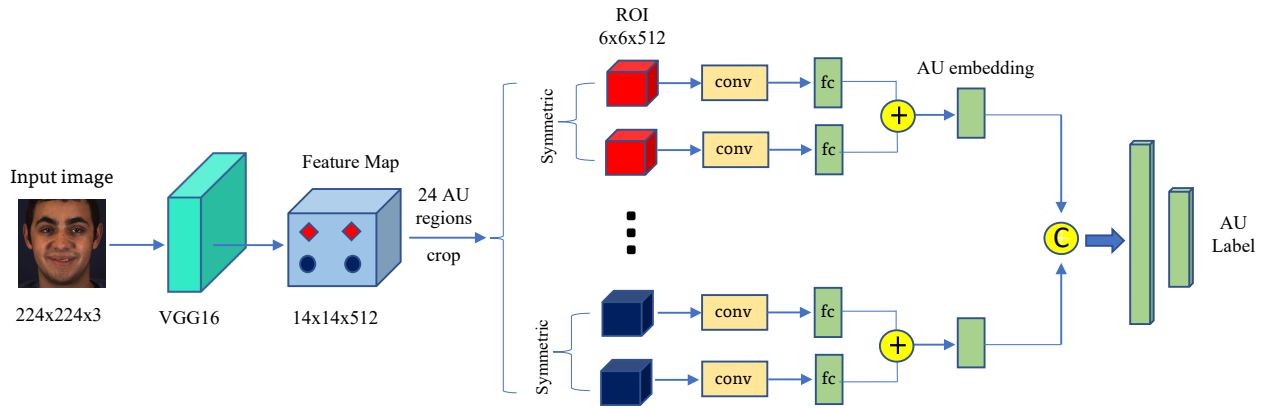 Input image
224x224x3
VGG16
Feature Map
14x14x512
24 AU
regions
crop
Symmetric
Symmetric
ROI
6x6x512
conv
fc
conv
fc
+
AU embedding
conv
fc
conv
fc
+
C
AU
Label